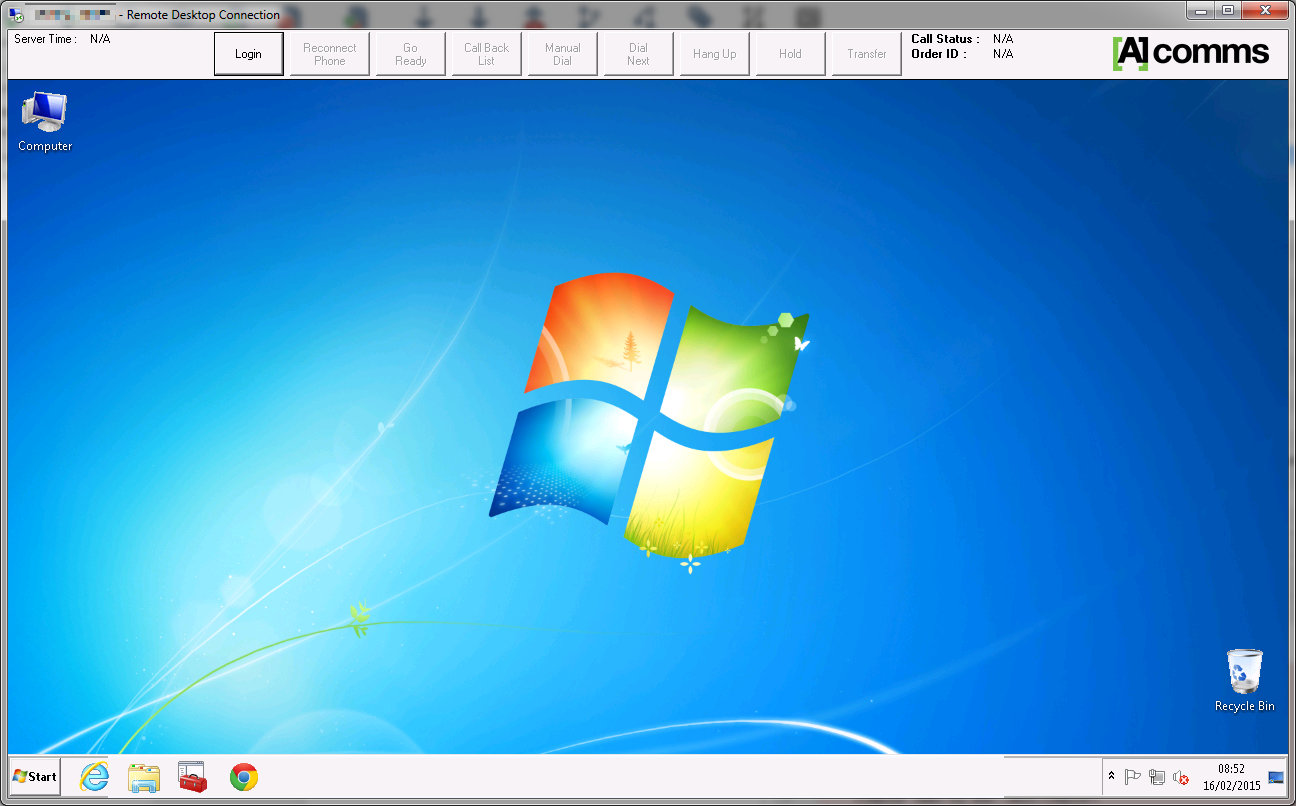 - Remote Desktop Connection
Server Time : N/A
Login
Reconnect
Phone
Go
Ready
Call Back
List
Manual
Dial
Dial
Next
Hang Up
Hold
Transfer
Call Status : N/A
Order ID : N/A
[A]comms
Computer
Recycle Bin
Start
08:52
16/02/2015